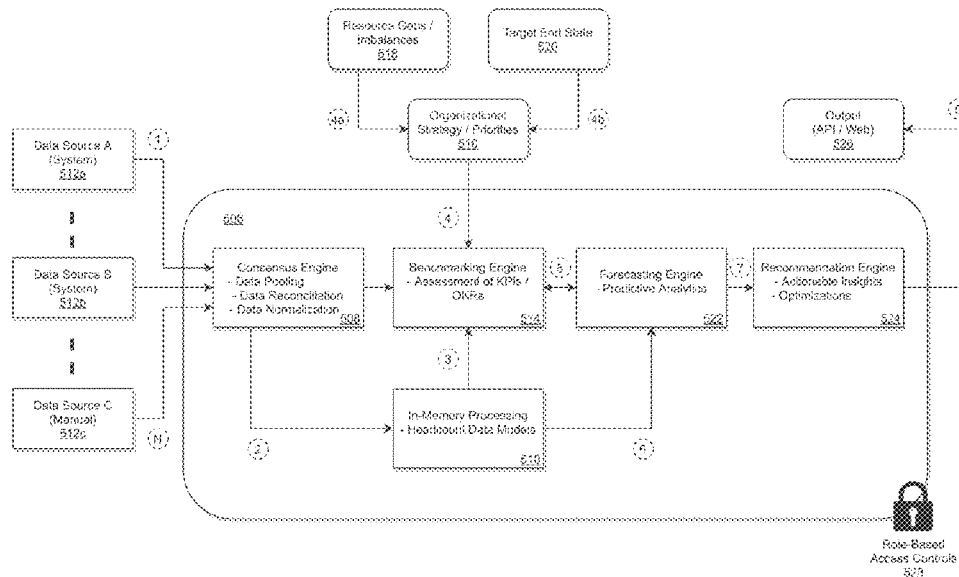 Resource Gaps /
Imbalances
518
Target End State
520
4a
4b
Organizational
Strategy / Priorities
516
Output
(API / Web)
526
1
Data Source A
(System)
512a
4
Data Source B
(System)
512b
Consensus Engine
- Data Pooling
- Data Reconciliation
- Data Normalization
508
Benchmarking Engine
- Assessment of KPIs /
OKRs
514
5
Forecasting Engine
- Predictive Analytics
522
7
Recommendation Engine
- Actionable Insights
- Optimizations
524
3
Data Source C
(Manual)
512c
N
2
In-Memory Processing
- Headcount Data Models
510
6
Role-Based
Access Controls
528